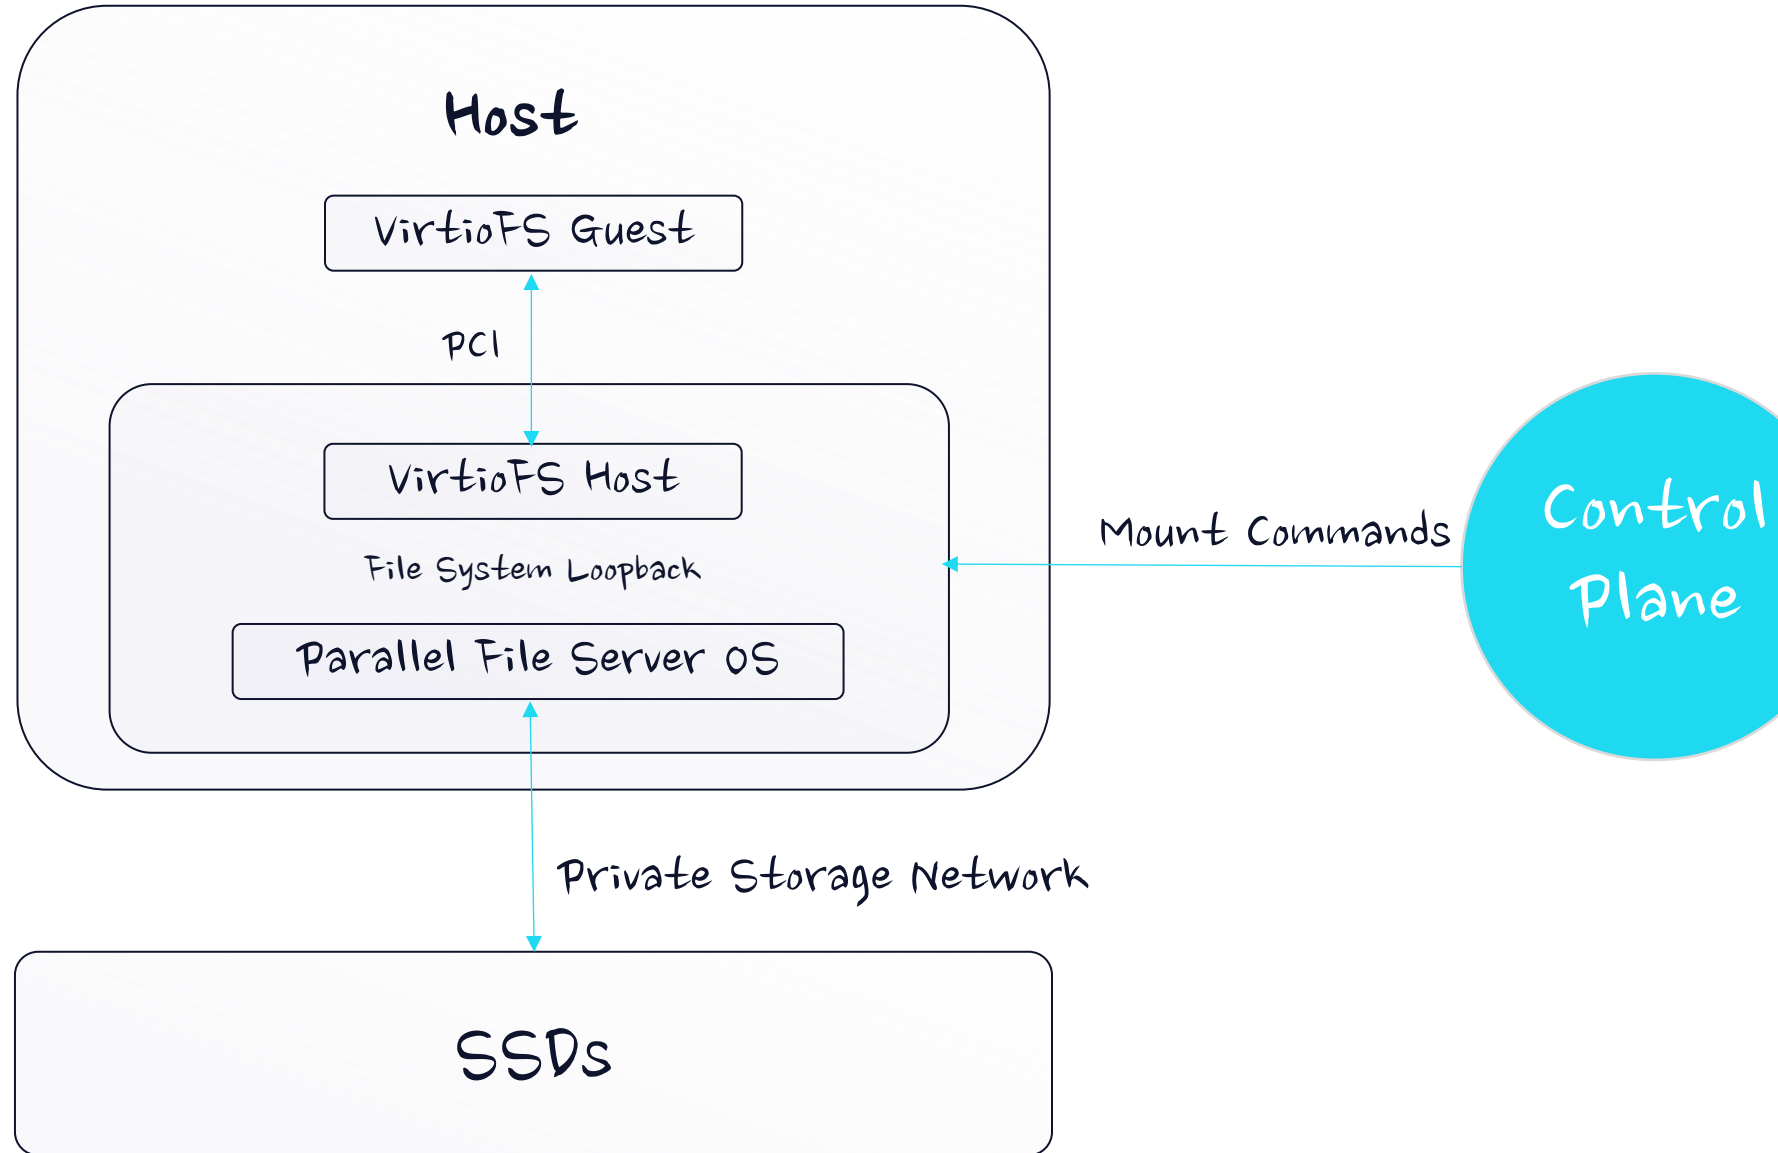 Host
VirtioFS Guest
PCI
VirtioFS Host
File System Loopback
Parallel File Server OS
Mount Commands
Control
Plane
Private Storage Network
SSDs